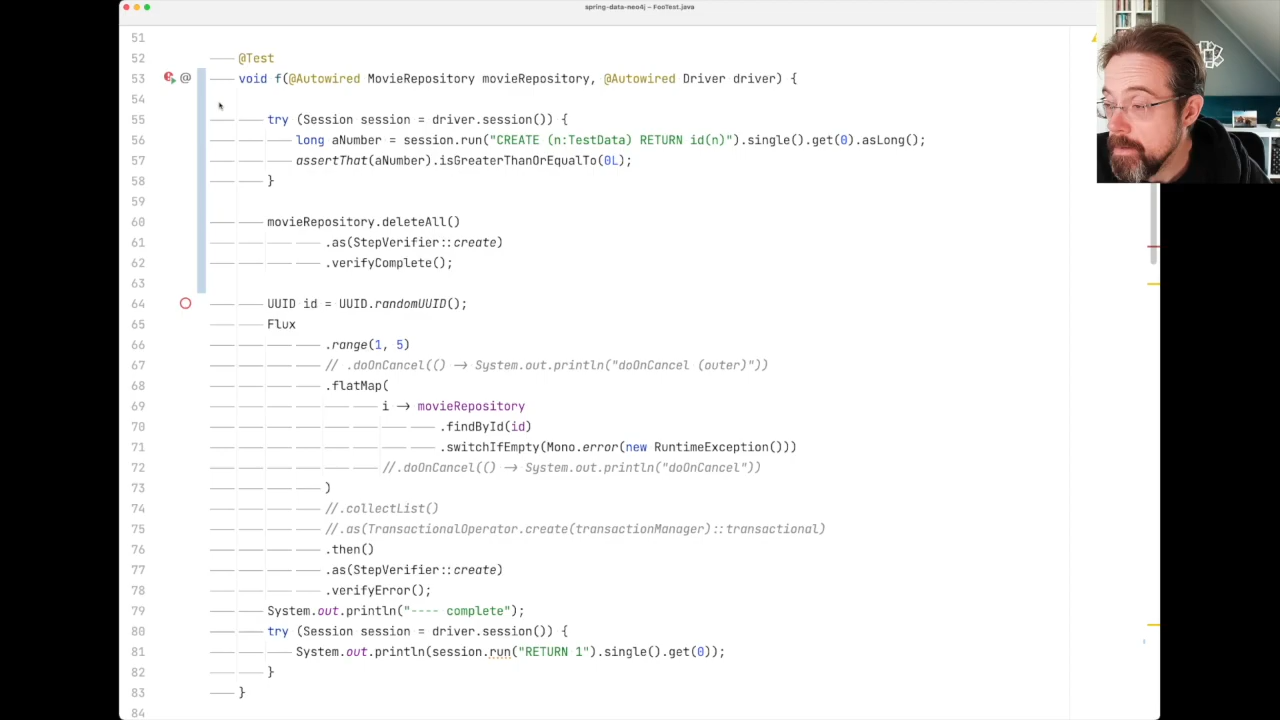 spring-data-neo4j – FooTest.java
51
52 @Test
53 void f(@Autowired MovieRepository movieRepository, @Autowired Driver driver) {
54
55 try (Session session = driver.session()) {
56 long aNumber = session.run("CREATE (n:TestData) RETURN id(n)").single().get(0).asLong();
57 assertThat(aNumber).isGreaterThanOrEqualTo(0L);
58 }
59
60 movieRepository.deleteAll()
61 .as(StepVerifier::create)
62 .verifyComplete();
63
64 UUID id = UUID.randomUUID();
65 Flux
66 .range(1, 5)
67 // .doOnCancel(() -> System.out.println("doOnCancel (outer)"))
68 .flatMap(
69 i -> movieRepository
70 .findById(id)
71 .switchIfEmpty(Mono.error(new RuntimeException()))
72 //.doOnCancel(() -> System.out.println("doOnCancel"))
73 )
74 //.collectList()
75 //.as(TransactionalOperator.create(transactionManager)::transactional)
76 .then()
77 .as(StepVerifier::create)
78 .verifyError();
79 System.out.println("---- complete");
80 try (Session session = driver.session()) {
81 System.out.println(session.run("RETURN 1").single().get(0));
82 }
83 }
84